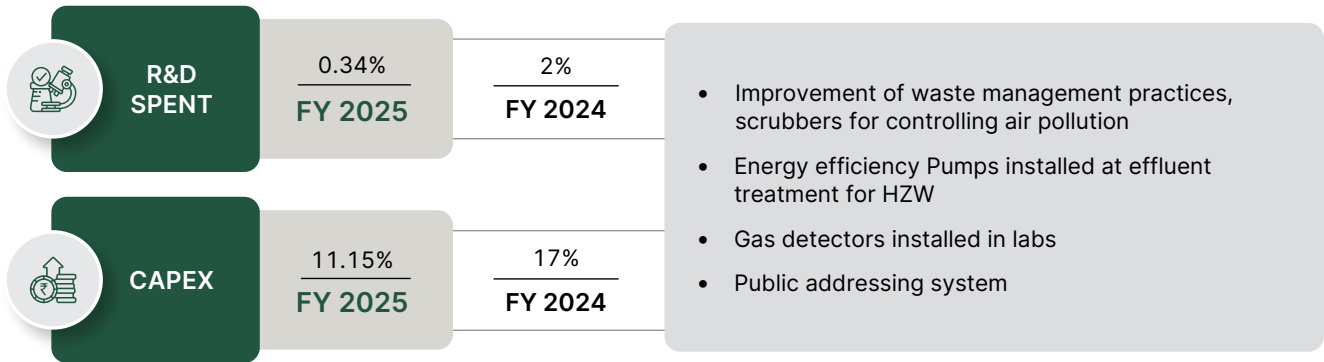 R&D
SPENT
0.34%
FY 2025
2%
FY 2024
CAPEX
₹
11.15%
FY 2025
17%
FY 2024
• Improvement of waste management practices,
scrubbers for controlling air pollution
• Energy efficiency Pumps installed at effluent
treatment for HZW
• Gas detectors installed in labs
• Public addressing system